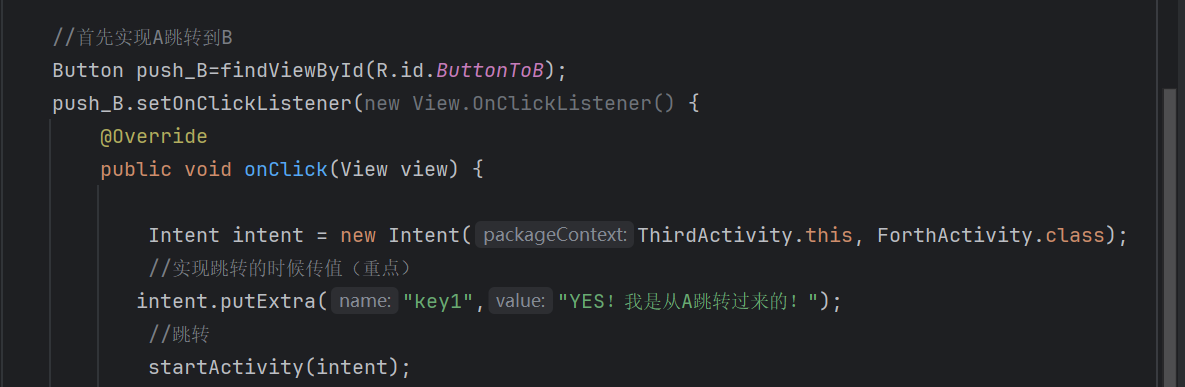 //首先实现A跳转到B
Button push_B=findViewById(R.id.ButtonToB);
push_B.setOnClickListener(new View.OnClickListener() {
@Override
public void onClick(View view) {
Intent intent = new Intent( packageContext: ThirdActivity.this, ForthActivity.class);
//实现跳转的时候传值（重点）
intent.putExtra( name: "key1", value: "YES！我是从A跳转过来的！");
//跳转
startActivity(intent);